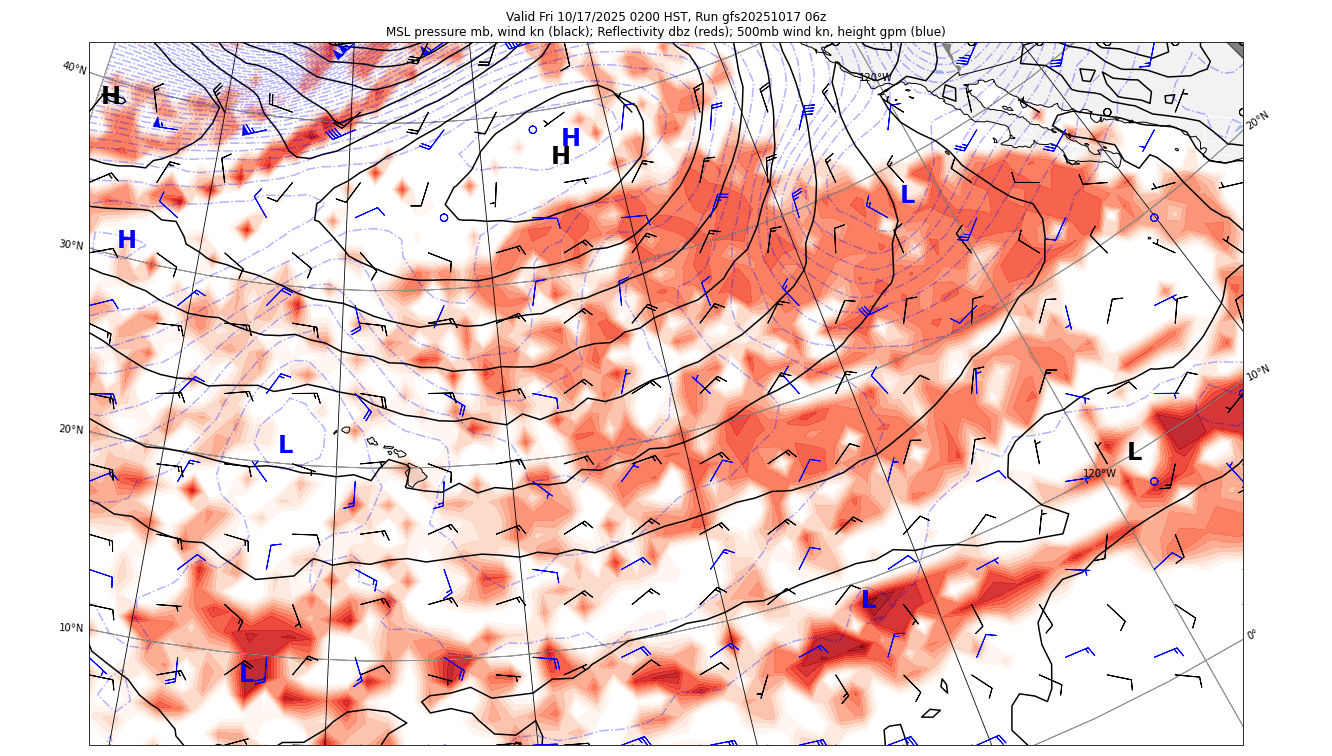 Valid Fri 10/17/2025 0200 HST, Run gfs20251017 06z
MSL pressure mb, wind kn (black); Reflectivity dbz (reds); 500mb wind kn, height gpm (blue)
40°N
120°W
H
20°N
H
H
L
H
30°N
10°N
20°N
L
L
120°W
L
10°N
0°
L